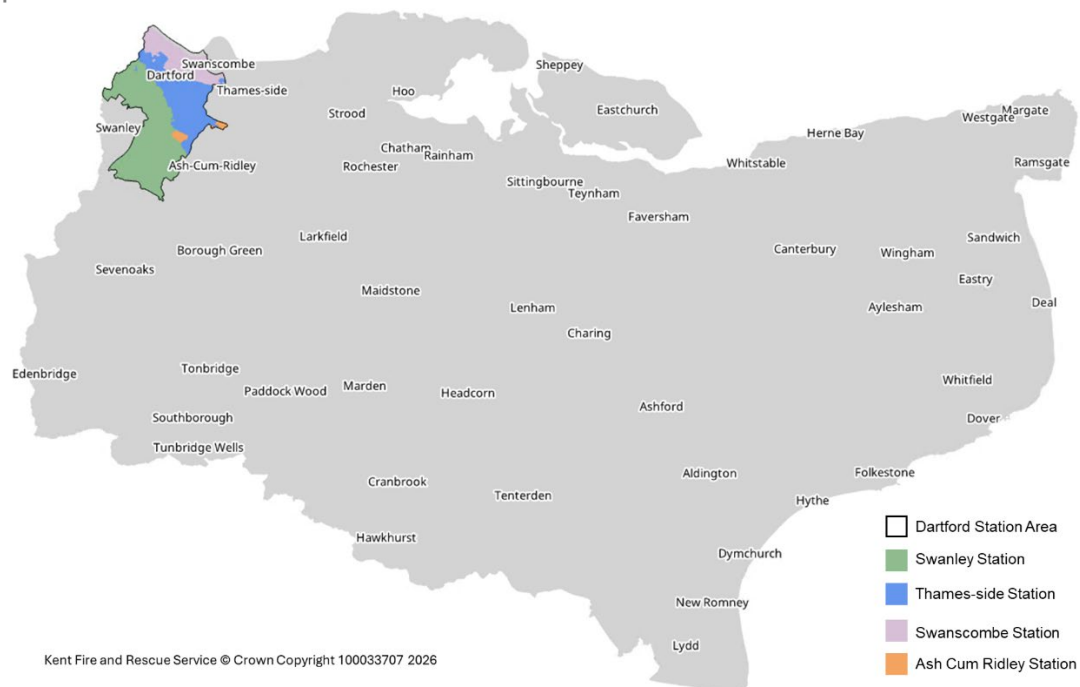 Swanscombe
Dartford
Thames-side
Sheppey
Hoo
Eastchurch
Strood
Margate
Westgate
Swanley
Herne Bay
Chatham
Rainham
Whitstable
Ramsgate
Ash-Cum-Ridley
Rochester
Sittingbourne
Teynham
Faversham
Larkfield
Sandwich
Borough Green
Canterbury
Wingham
Sevenoaks
Eastry
Maidstone
Deal
Lenham
Aylesham
Charing
Tonbridge
Edenbridge
Whitfield
Marden
Paddock Wood
Headcorn
Ashford
Southborough
Dover
Tunbridge Wells
Aldington
Folkestone
Cranbrook
Tenterden
Hythe
Hawkhurst
Dymchurch
New Romney
Lydd
Dartford Station Area
Swanley Station
Thames-side Station
Swanscombe Station
Ash Cum Ridley Station
Kent Fire and Rescue Service © Crown Copyright 100033707 2026